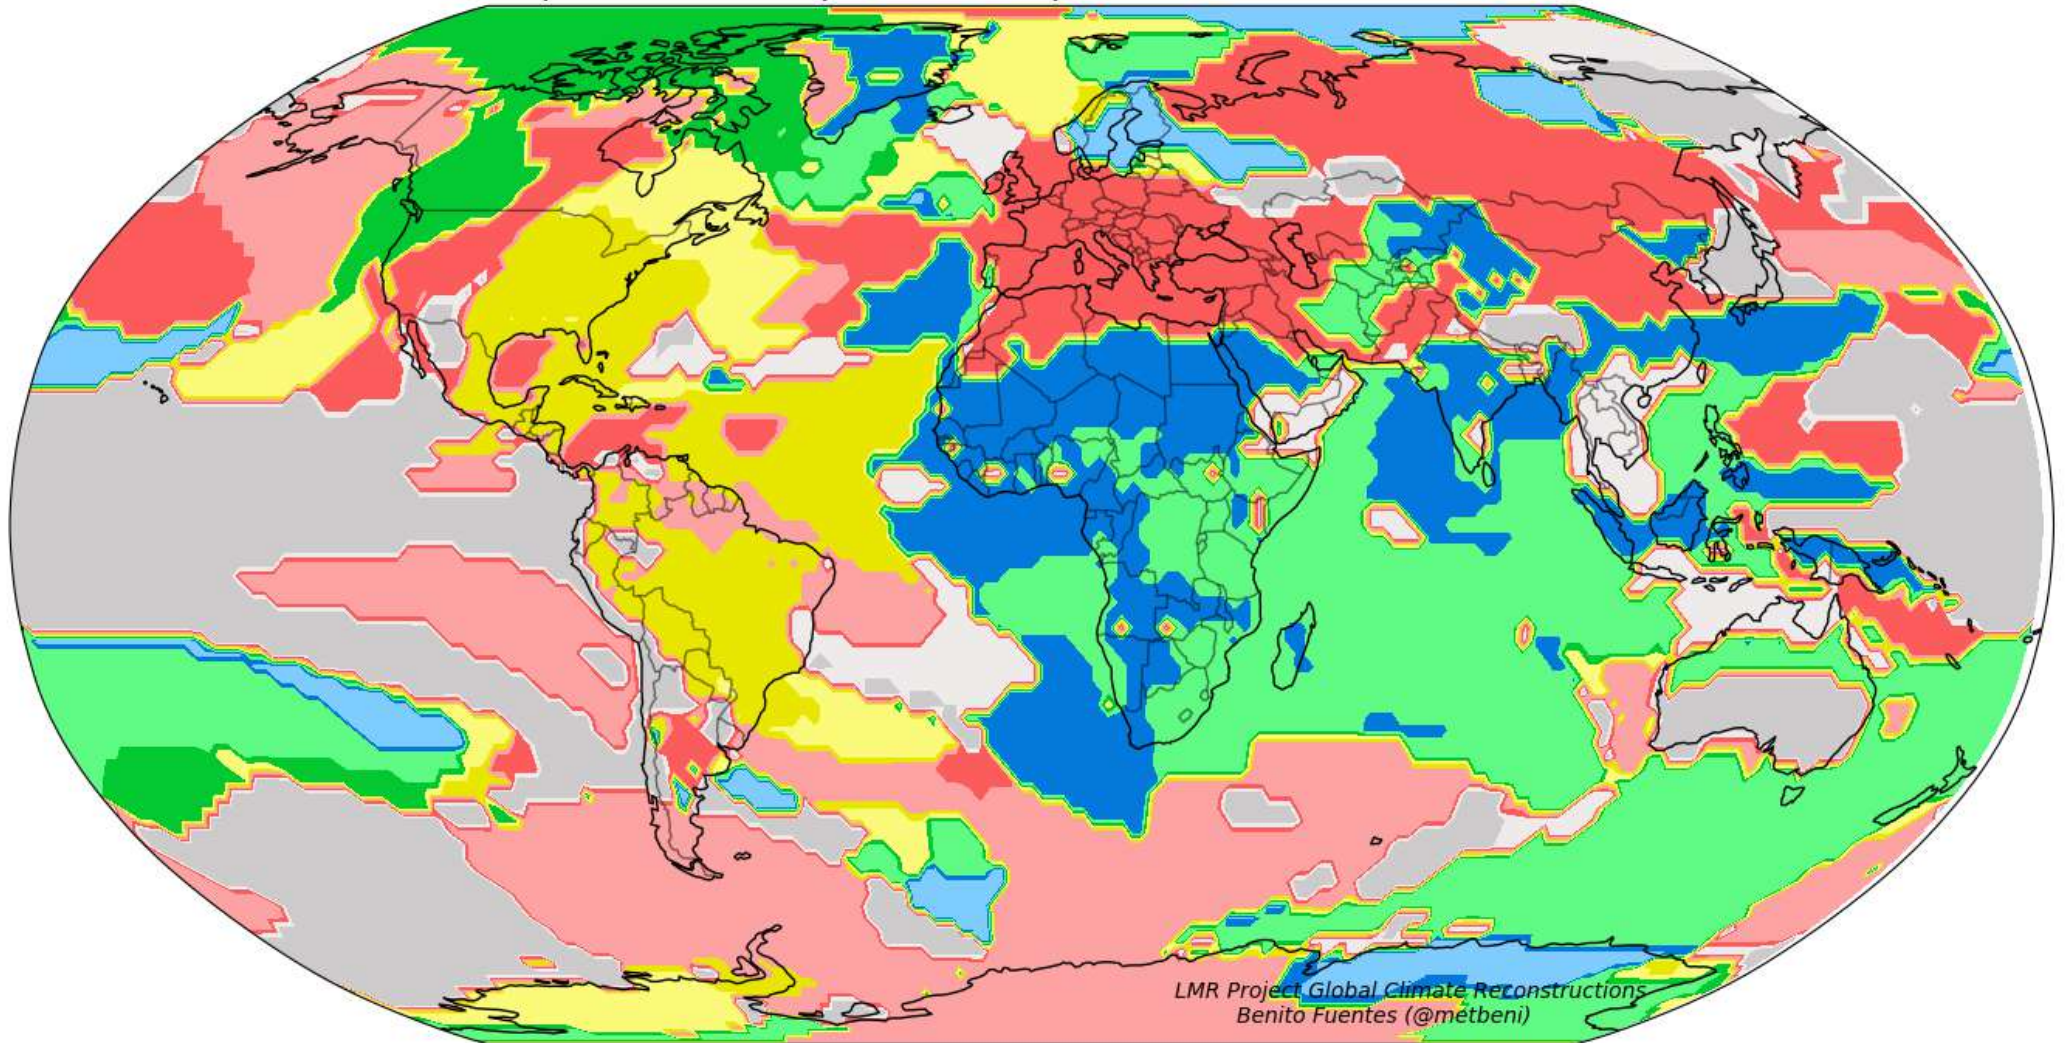 LMR Project Global Climate Reconstructions
Benito Fuentes (@metbeni)